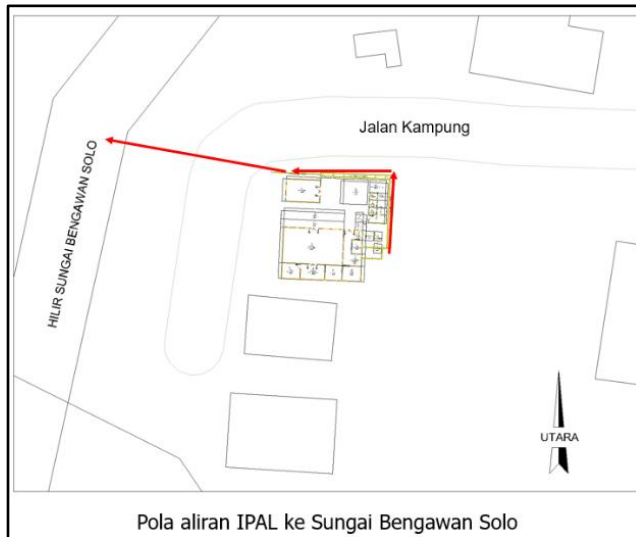 Jalan Kampung
HILIR SUNGAI BENGAWAN SOLO
UTARA
Pola aliran IPAL ke Sungai Bengawan Solo